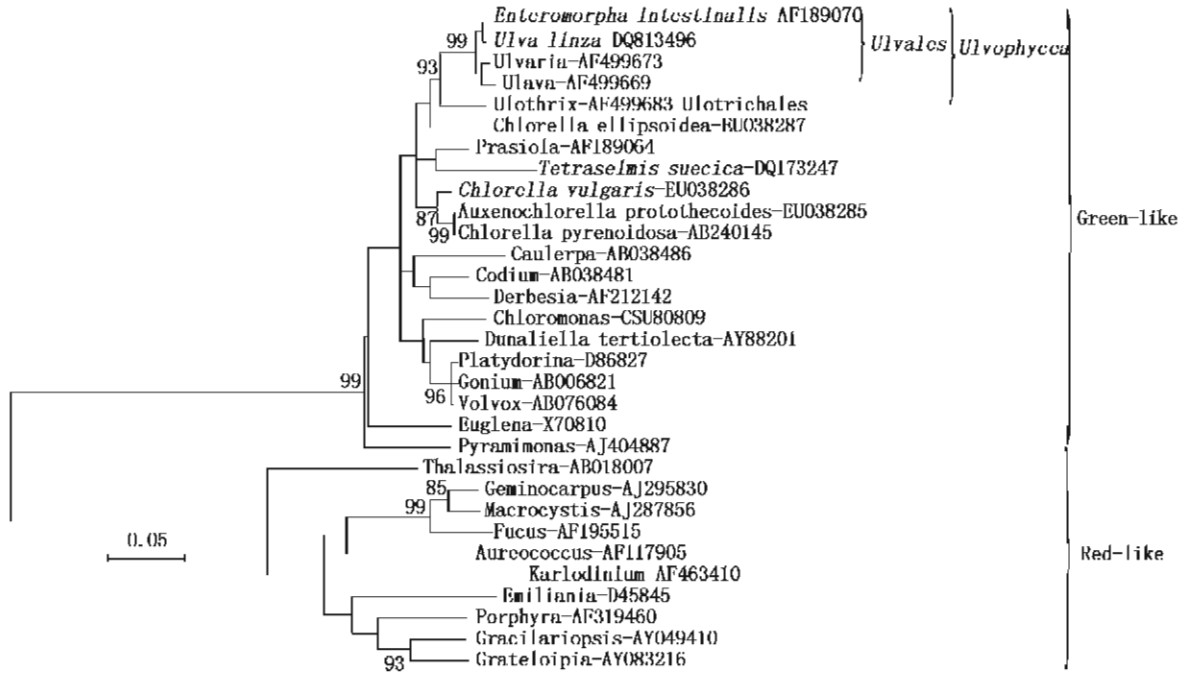 Enteromorpha intestinalis AF189070
99 Ulva linza DQ813496 Ulvales Ulvophycca
Ulvaria-AF499673
93
Ulava-AF499669
Ulothrix-AF499683 Ulotrichales
Chlorella ellipsoidea-EU038287
Prasiola-AF189064
Tetraselmis suecica-DQ173247
Chlorella vulgaris-EU038286
87 Auxenochlorella protothecoides-EU038285 Green-like
99 Chlorella pyrenoidosa-AB240145
Caulerpa-AB038486
Codium-AB038481
Derbesia-AF212142
Chloromonas-CSU80809
Dunaliella tertiolecta-AY88201
Platydorina-D86827
99 Gonium-AB006821
96 Volvox-AB076084
Euglena-X70810
Pyramimonas-AJ404887
Thalassiosira-AB018007
85 Geminocarpus-AJ295830
99 Macrocystis-AJ287856
Fucus-AF195515
0.05 Aureococcus-AF117905 Red-like
Karlodinium AF463410
Emiliania-D45845
Porphyra-AF319460
Gracilariopsis-AY049410
93 Grateloipia-AY083216